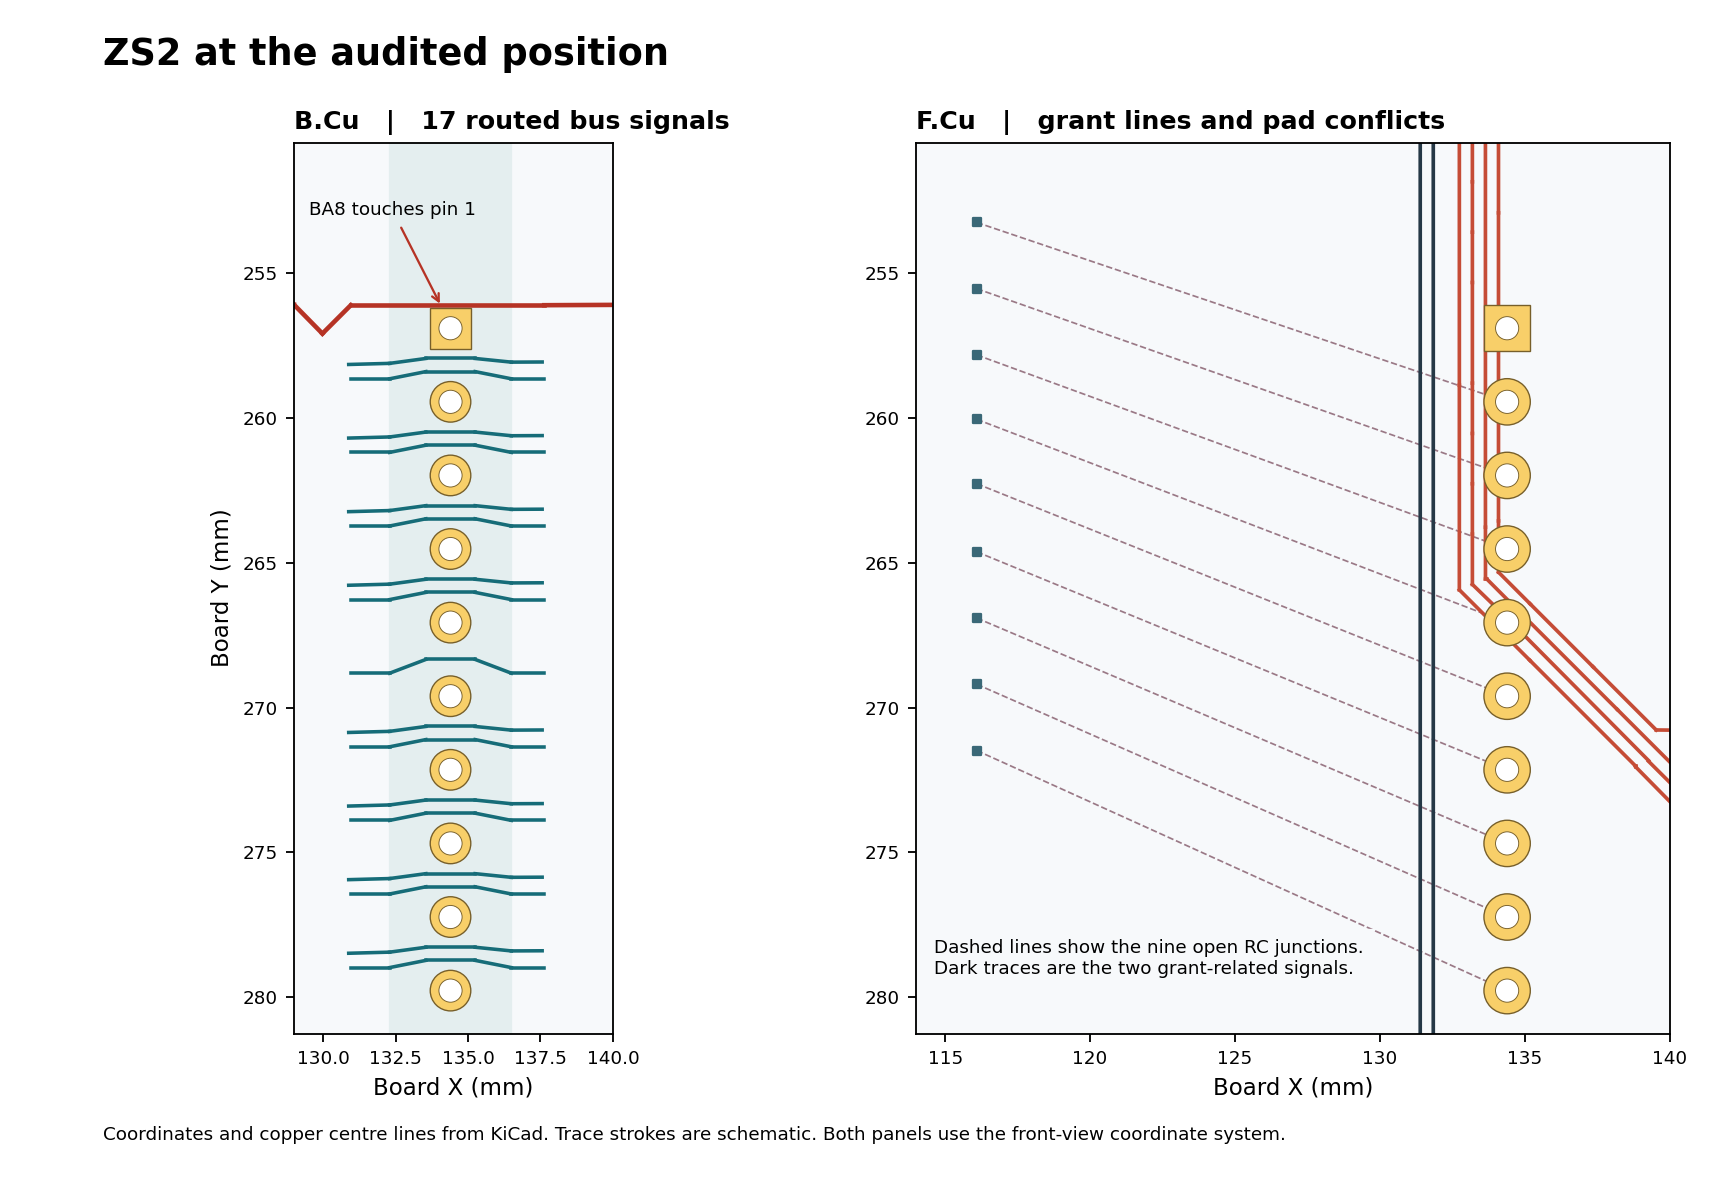 ZS2 at the audited position
B.Cu | 17 routed bus signals
F.Cu | grant lines and pad conflicts
BA8 touches pin 1
255
260
265
270
275
280
Board Y (mm)
130.0 132.5 135.0 137.5 140.0
Board X (mm)
255
260
265
270
275
280
Dashed lines show the nine open RC junctions.
Dark traces are the two grant-related signals.
115 120 125 130 135 140
Board X (mm)
Coordinates and copper centre lines from KiCad. Trace strokes are schematic. Both panels use the front-view coordinate system.